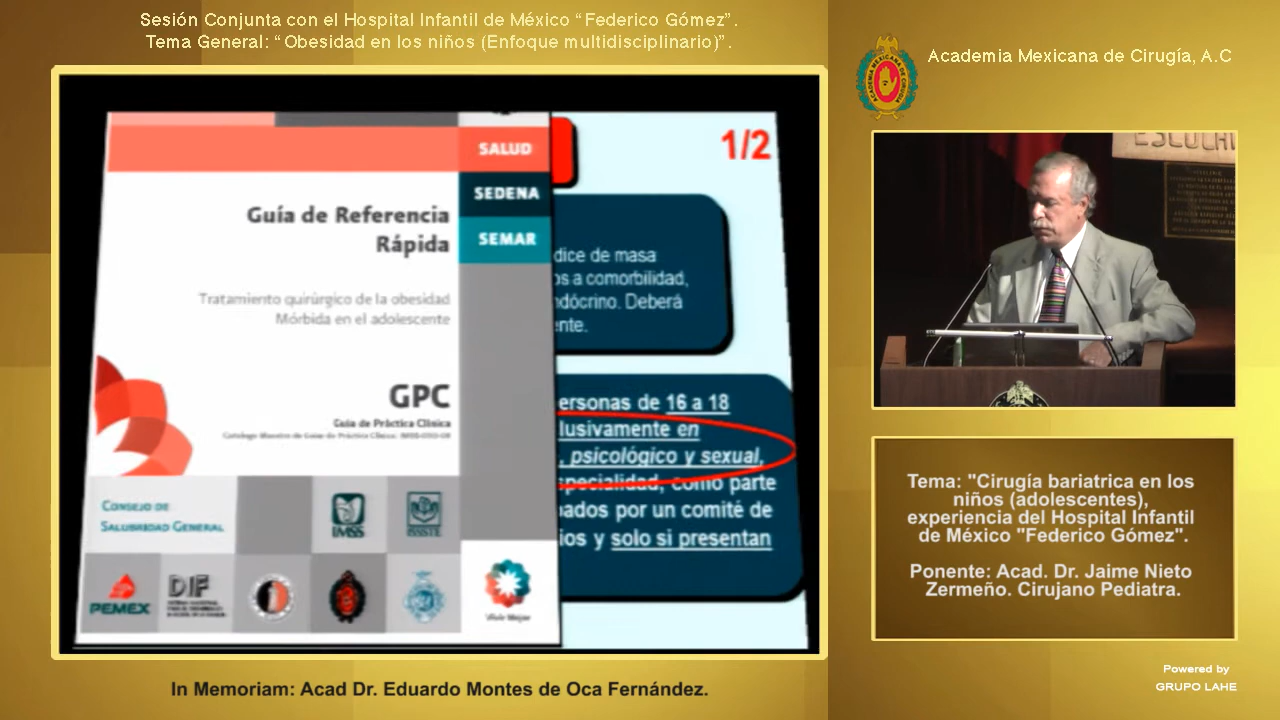 Sesión Conjunta con el Hospital Infantil de México “Federico Gómez”.
Tema General: “Obesidad en los niños (Enfoque multidisciplinario)”.
Academia Mexicana de Cirugía, A.C
SALUD
SEDENA
SEMAR
Guía de Referencia
Rápida
Tratamiento quirúrgico de la obesidad
Mórbida en el adolescente
GPC
Guía de Práctica Clínica
CONSEJO DE
SALUBRIDAD GENERAL
IMSS
ISSSTE
PEMEX
DIF
Vivir Mejor
1/2
dice de masa
os a comorbilidad,
ndócrino. Deberá
nte.
ersonas de 16 a 18
lusivamente en
, psicológico y sexual,
specialidad, como parte
bados por un comité de
ios y solo si presentan
ESCUCHA
Tema: "Cirugía bariatrica en los
niños (adolescentes),
experiencia del Hospital Infantil
de México "Federico Gómez".
Ponente: Acad. Dr. Jaime Nieto
Zermeño. Cirujano Pediatra.
In Memoriam: Acad Dr. Eduardo Montes de Oca Fernández.
Powered by
GRUPO LAHE